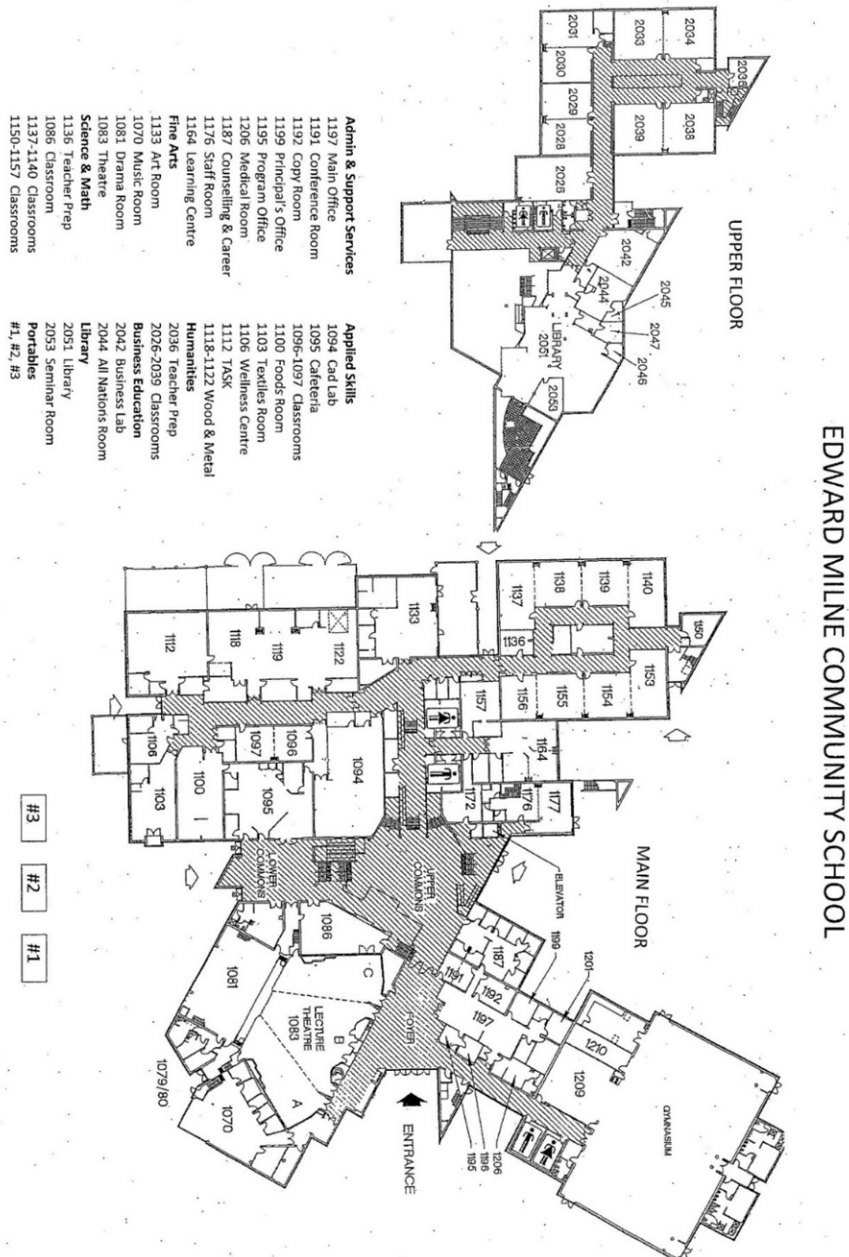 EDWARD MILNE COMMUNITY SCHOOL
UPPER FLOOR
2031
2030
2029
2028
2033
2034
2036
2039
2038
2026
2042
2044
2045
2047
2046
LIBRARY
2051
2053
MAIN FLOOR
1140
1139
1138
1137
1136
1150
1153
1154
1155
1156
1157
1133
1164
1177
1176
1172
1122
1119
1118
1112
1096
1097
1094
1106
1100
1103
1095
UPPER
COMMONS
LOWER
COMMONS
ELEVATOR
1199
1201
1187
1191
1192
1197
1210
1209
GYMNASIUM
FOYER
ENTRANCE
1206
1196
1195
1086
1081
LECTURE
THEATRE
1083
A
B
C
1079/80
1070
#3
#2
#1
Admin & Support Services
1197 Main Office
1191 Conference Room
1192 Copy Room
1199 Principal's Office
1195 Program Office
1206 Medical Room
1187 Counselling & Career
1176 Staff Room
1164 Learning Centre
Fine Arts
1133 Art Room
1070 Music Room
1081 Drama Room
1083 Theatre
Science & Math
1136 Teacher Prep
1086 Classroom
1137-1140 Classrooms
1150-1157 Classrooms
Applied Skills
1094 Cad Lab
1095 Cafeteria
1096-1097 Classrooms
1100 Foods Room
1103 Textiles Room
1106 Wellness Centre
1112 TASK
1118-1122 Wood & Metal
Humanities
2036 Teacher Prep
2026-2039 Classrooms
Business Education
2042 Business Lab
2044 All Nations Room
Library
2051 Library
2053 Seminar Room
Portables
#1, #2, #3